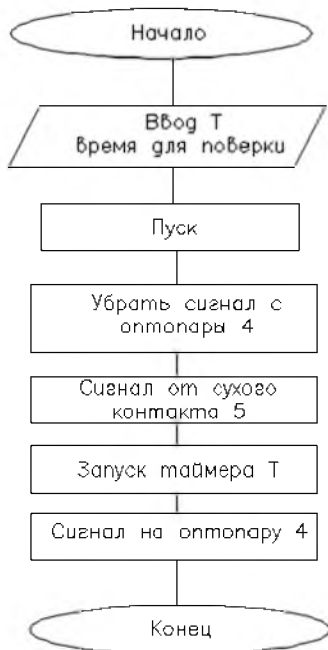 Начало
Ввод Т
время для поверки
Пуск
Убрать сигнал с
оптопары 4
Сигнал от сухого
контакта 5
Запуск таймера Т
Сигнал на оптопару 4
Конец